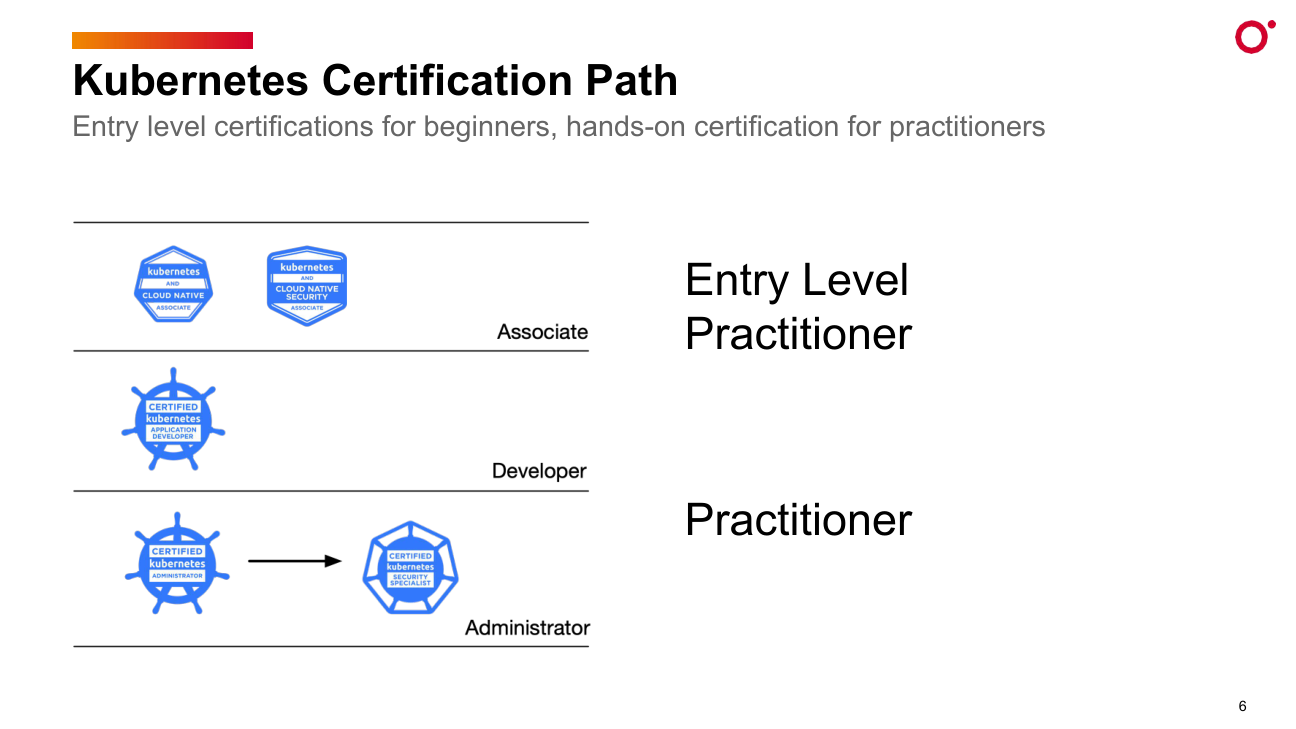 Kubernetes Certification Path
Entry level certifications for beginners, hands-on certification for practitioners
kubernetes
AND
CLOUD NATIVE
ASSOCIATE
kubernetes
AND
CLOUD NATIVE
SECURITY
ASSOCIATE
Associate
Entry Level
Practitioner
CERTIFIED
kubernetes
APPLICATION
DEVELOPER
Developer
CERTIFIED
kubernetes
ADMINISTRATOR
CERTIFIED
kubernetes
SECURITY
SPECIALIST
Administrator
Practitioner
6